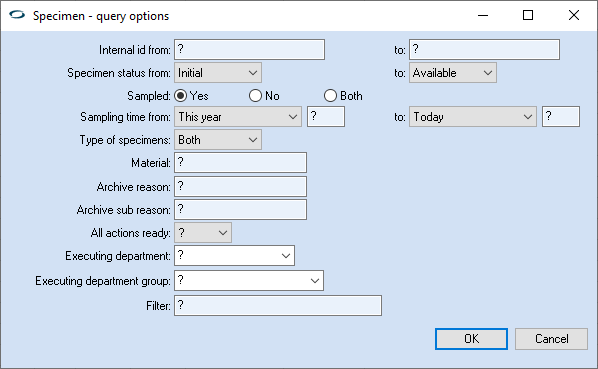 Specimen - query options
Internal id from: ? to: ?
Specimen status from: Initial to: Available
Sampled: Yes No Both
Sampling time from: This year ? to: Today ?
Type of specimens: Both
Material: ?
Archive reason: ?
Archive sub reason: ?
All actions ready: ?
Executing department: ?
Executing department group: ?
Filter: ?
OK Cancel